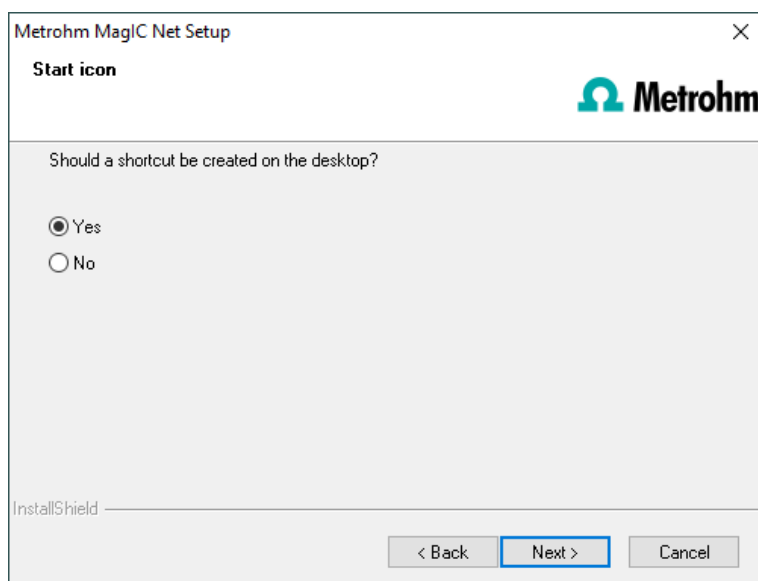 Metrohm MagIC Net Setup
Start icon
Metrohm
Should a shortcut be created on the desktop?
Yes
No
InstallShield
< Back
Next >
Cancel